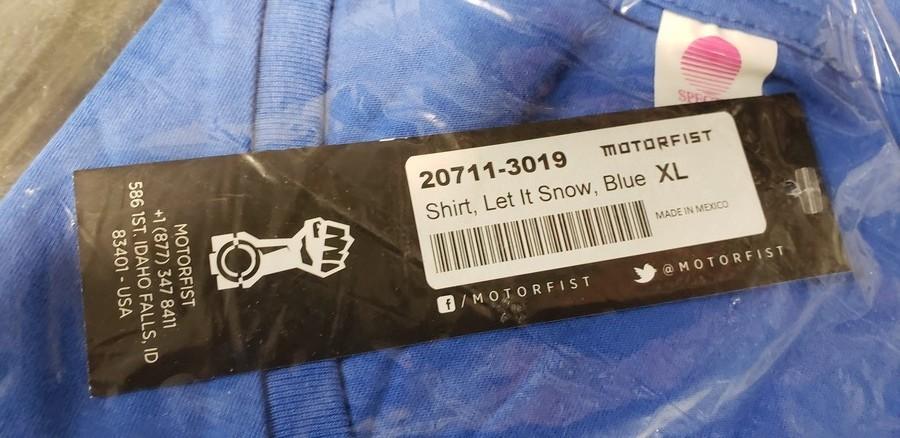 MOTORFIST
+1 (877) 347 8411
586 1ST. IDAHO FALLS, ID
83401 - USA
20711-3019
MOTORFIST
Shirt, Let It Snow, Blue XL
MADE IN MEXICO
f/MOTORFIST
@MOTORFIST